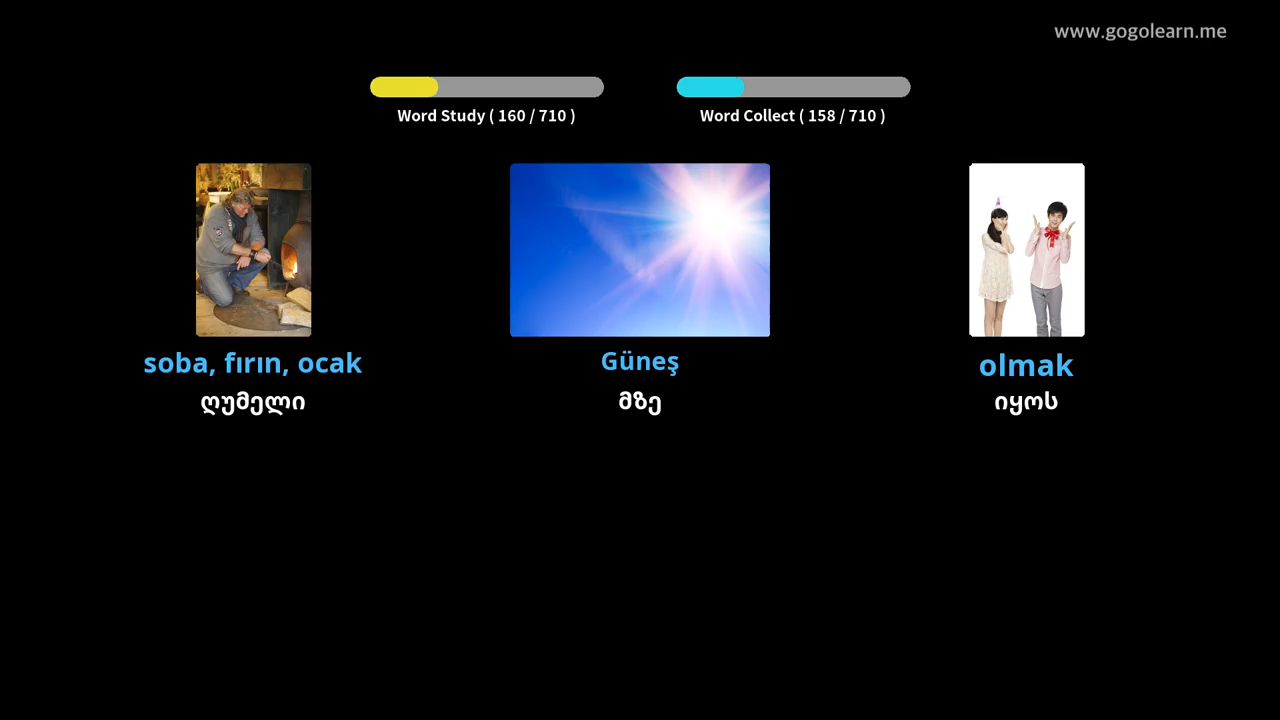 www.gogolearn.me
Word Study ( 160 / 710 )
Word Collect ( 158 / 710 )
soba, fırın, ocak
ღუმელი
Güneş
მზე
olmak
იყოს